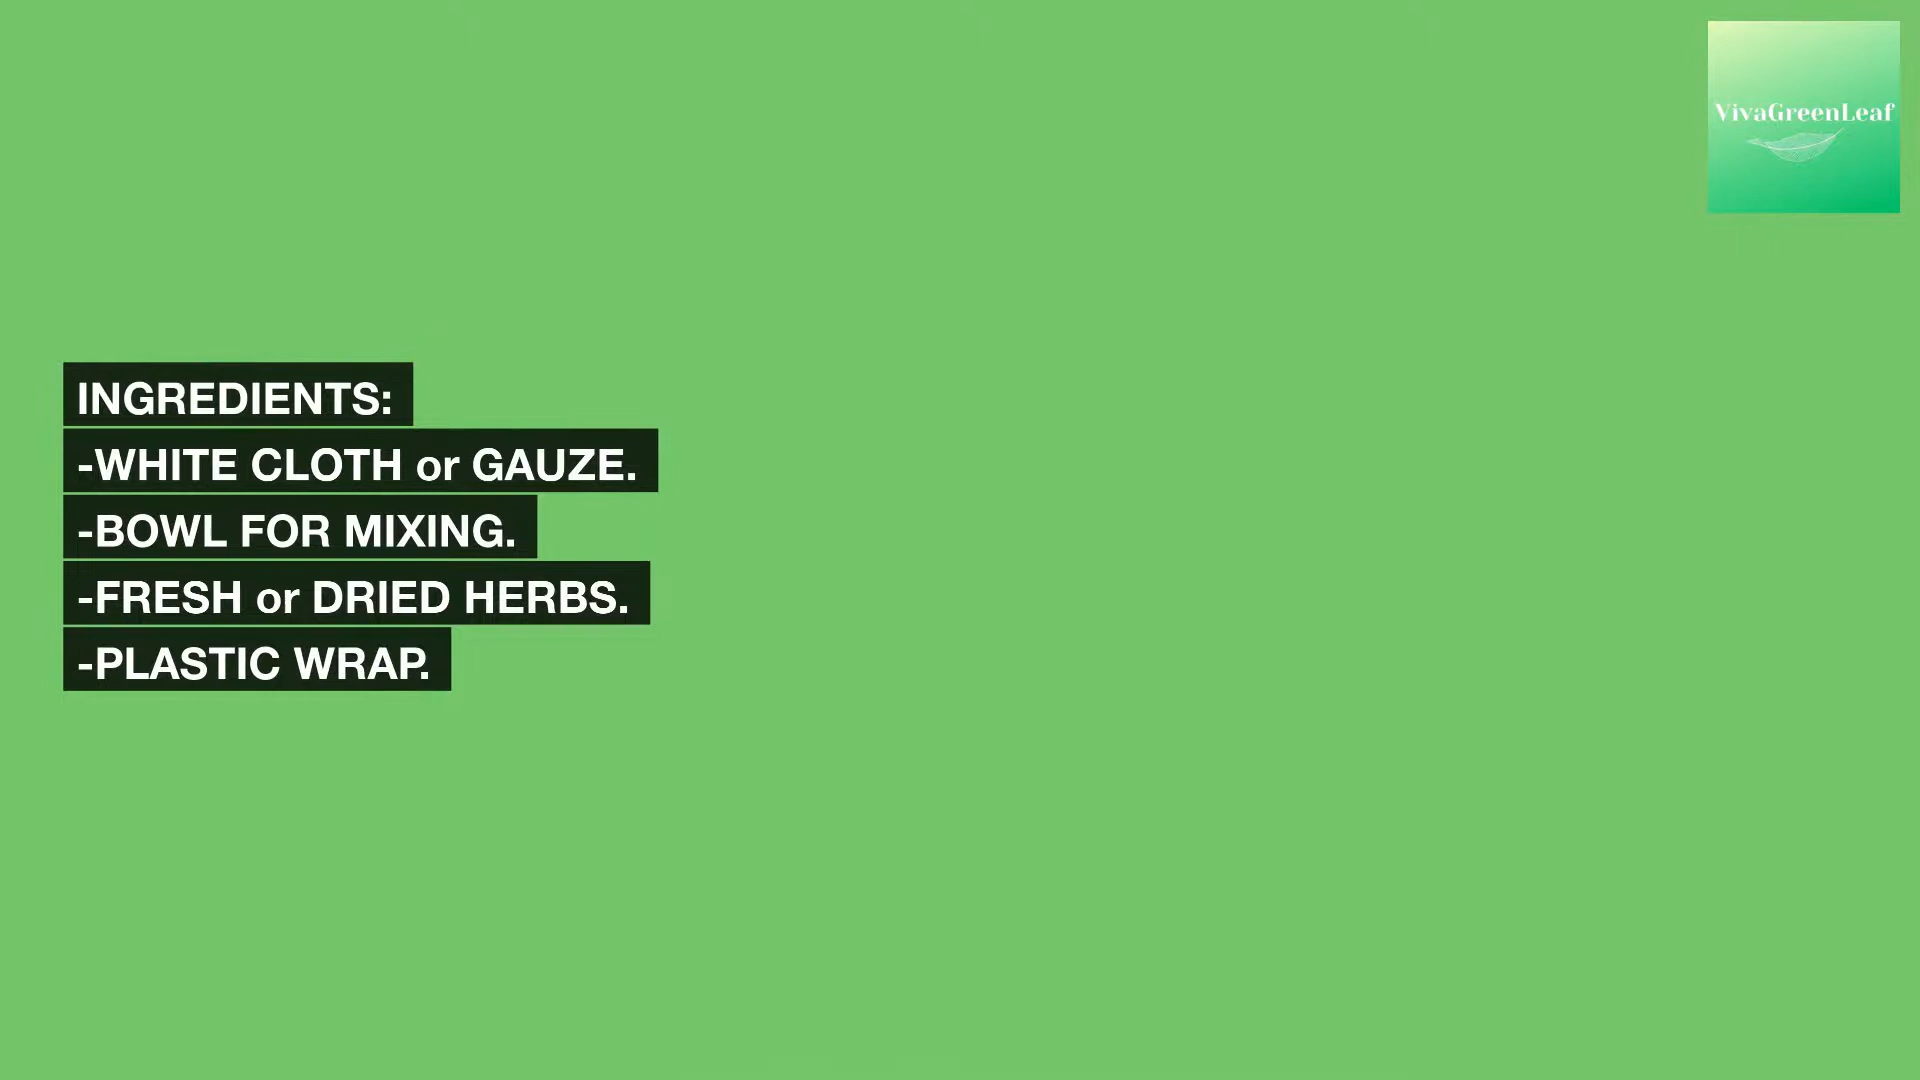 VivaGreenLeaf
INGREDIENTS:
-WHITE CLOTH or GAUZE.
-BOWL FOR MIXING.
-FRESH or DRIED HERBS.
-PLASTIC WRAP.